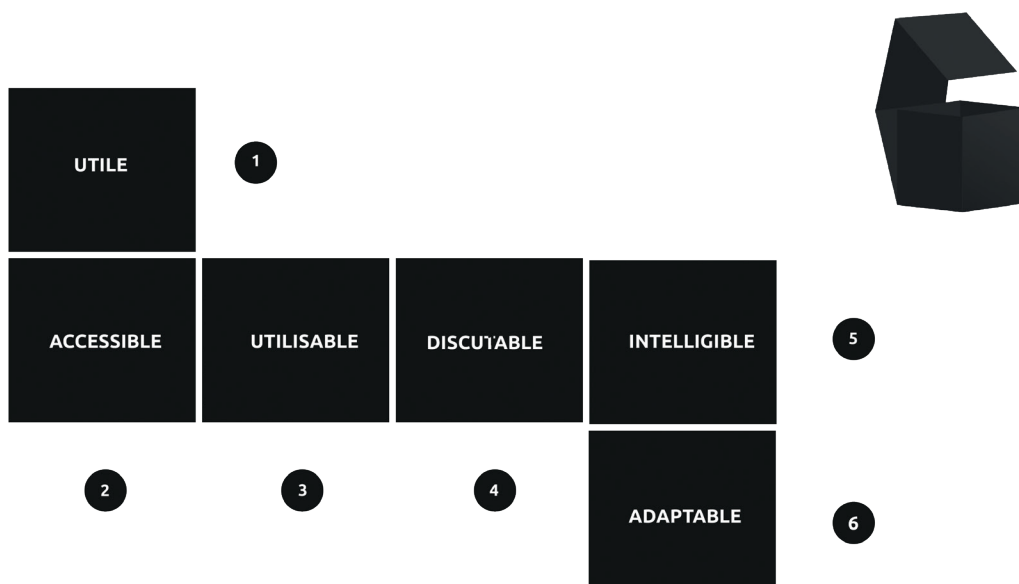 UTILE
1
ACCESSIBLE
UTILISABLE
DISCUTABLE
INTELLIGIBLE
5
2
3
4
ADAPTABLE
6